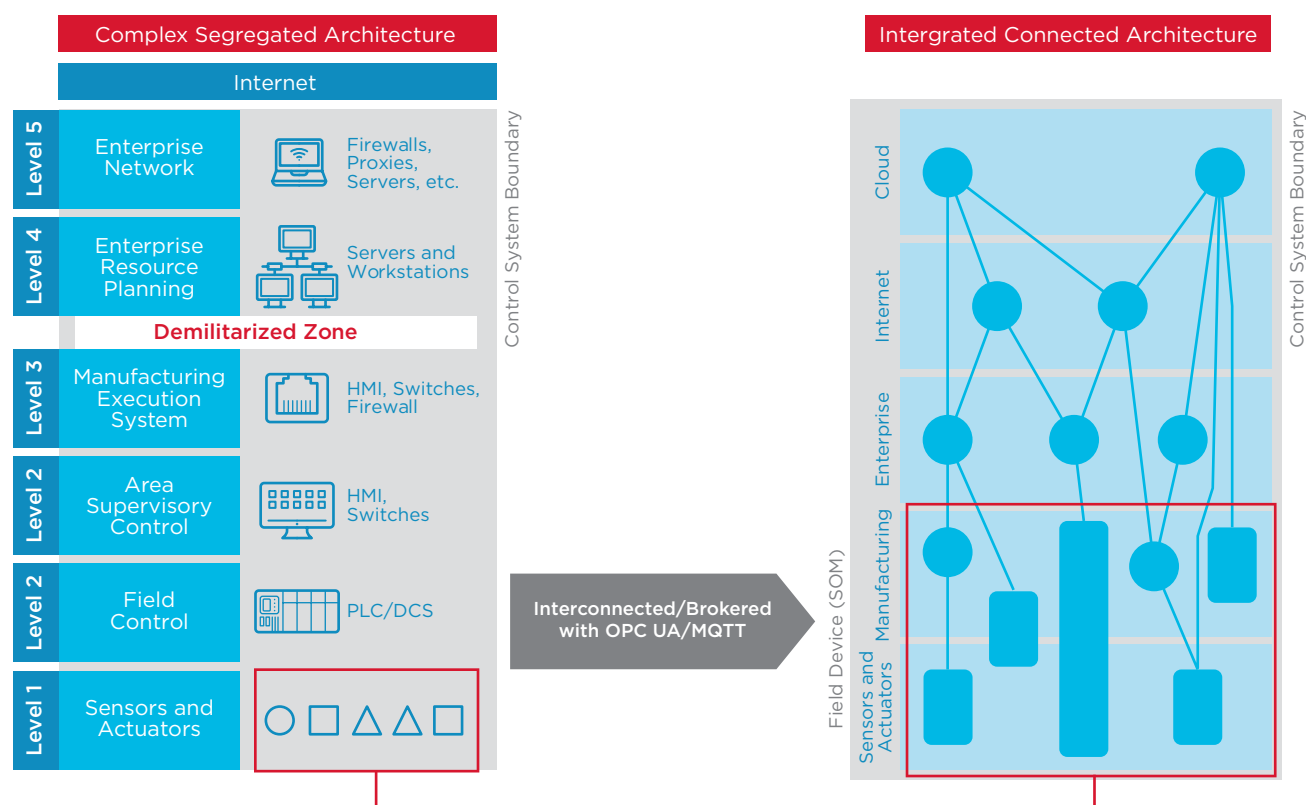 Complex Segregated Architecture
Internet
Level 5
Enterprise
Network
Firewalls,
Proxies,
Servers, etc.
Level 4
Enterprise
Resource
Planning
Servers and
Workstations
Demilitarized Zone
Level 3
Manufacturing
Execution
System
HMI, Switches,
Firewall
Level 2
Area
Supervisory
Control
HMI,
Switches
Level 2
Field
Control
PLC/DCS
Level 1
Sensors and
Actuators
Control System Boundary
Interconnected/Brokered
with OPC UA/MQTT
Intergrated Connected Architecture
Cloud
Internet
Enterprise
Manufacturing
Sensors and
Actuators
Field Device (SOM)
Control System Boundary